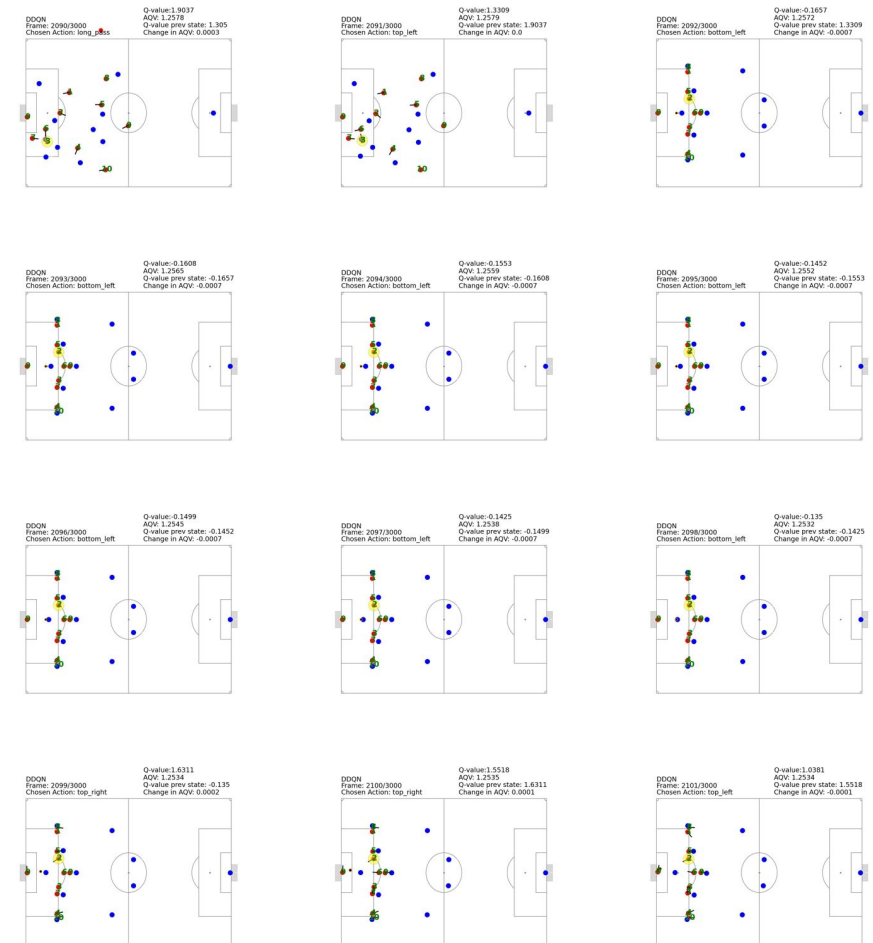 DDQN
Frame: 2090/3000
Chosen Action: long_pass
Q-value:1.9037
AQV: 1.2578
Q-value prev state: 1.305
Change in AQV: 0.0003
DDQN
Frame: 2091/3000
Chosen Action: top_left
Q-value:1.3309
AQV: 1.2579
Q-value prev state: 1.9037
Change in AQV: 0.0
DDQN
Frame: 2092/3000
Chosen Action: bottom_left
Q-value:-0.1657
AQV: 1.2572
Q-value prev state: 1.3309
Change in AQV: -0.0007
DDQN
Frame: 2093/3000
Chosen Action: bottom_left
Q-value:-0.1608
AQV: 1.2565
Q-value prev state: -0.1657
Change in AQV: -0.0007
DDQN
Frame: 2094/3000
Chosen Action: bottom_left
Q-value:-0.1553
AQV: 1.2559
Q-value prev state: -0.1608
Change in AQV: -0.0007
DDQN
Frame: 2095/3000
Chosen Action: bottom_left
Q-value:-0.1452
AQV: 1.2552
Q-value prev state: -0.1553
Change in AQV: -0.0007
DDQN
Frame: 2096/3000
Chosen Action: bottom_left
Q-value:-0.1499
AQV: 1.2545
Q-value prev state: -0.1452
Change in AQV: -0.0007
DDQN
Frame: 2097/3000
Chosen Action: bottom_left
Q-value:-0.1425
AQV: 1.2538
Q-value prev state: -0.1499
Change in AQV: -0.0007
DDQN
Frame: 2098/3000
Chosen Action: bottom_left
Q-value:-0.135
AQV: 1.2532
Q-value prev state: -0.1425
Change in AQV: -0.0007
DDQN
Frame: 2099/3000
Chosen Action: top_right
Q-value:1.6311
AQV: 1.2534
Q-value prev state: -0.135
Change in AQV: 0.0002
DDQN
Frame: 2100/3000
Chosen Action: top_right
Q-value:1.5518
AQV: 1.2535
Q-value prev state: 1.6311
Change in AQV: 0.0001
DDQN
Frame: 2101/3000
Chosen Action: top_left
Q-value:1.0381
AQV: 1.2534
Q-value prev state: 1.5518
Change in AQV: -0.0001